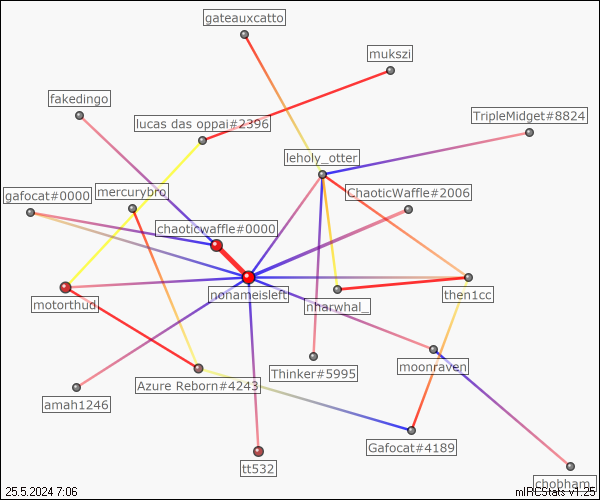 gateauxcatto
mukszi
fakedingo
lucas das oppai#2396
TripleMidget#8824
leholy_otter
gafocat#0000
mercurybro
ChaoticWaffle#2006
chaoticwaffle#0000
nonameisleft
motorthud
nharwhal_
then1cc
Thinker#5995
moonraven
Azure Reborn#4243
amah1246
Gafocat#4189
tt532
cbobham_
25.5.2024 7:06
mIRCStats v1.25